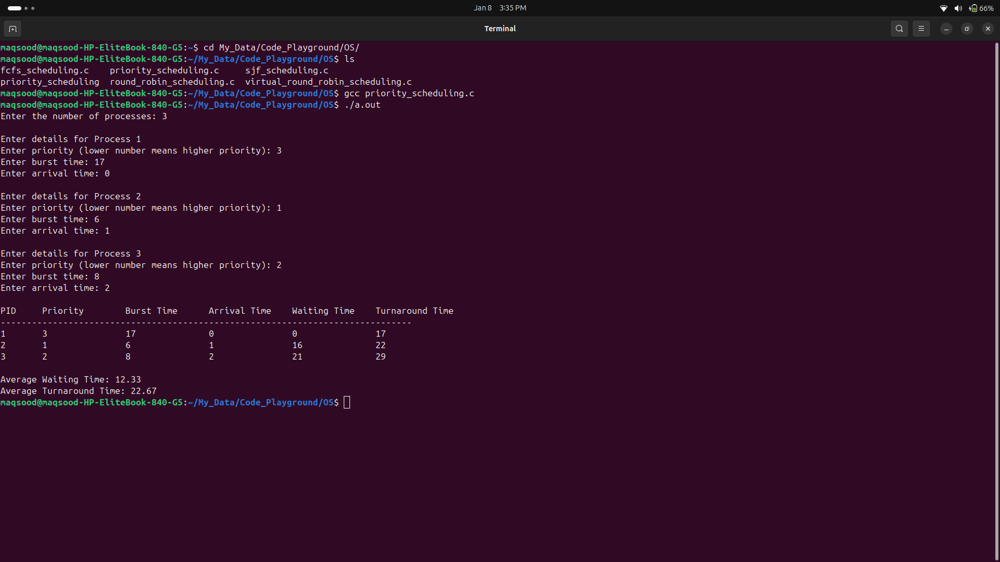 Jan 8 3:35 PM
66%
Terminal
maqsood@maqsood-HP-EliteBook-840-G5:~$ cd My_Data/Code_Playground/OS/
maqsood@maqsood-HP-EliteBook-840-G5:~/My_Data/Code_Playground/OS$ ls
fcfs_scheduling.c    priority_scheduling.c     sjf_scheduling.c
priority_scheduling  round_robin_scheduling.c  virtual_round_robin_scheduling.c
maqsood@maqsood-HP-EliteBook-840-G5:~/My_Data/Code_Playground/OS$ gcc priority_scheduling.c
maqsood@maqsood-HP-EliteBook-840-G5:~/My_Data/Code_Playground/OS$ ./a.out
Enter the number of processes: 3

Enter details for Process 1
Enter priority (lower number means higher priority): 3
Enter burst time: 17
Enter arrival time: 0

Enter details for Process 2
Enter priority (lower number means higher priority): 1
Enter burst time: 6
Enter arrival time: 1

Enter details for Process 3
Enter priority (lower number means higher priority): 2
Enter burst time: 8
Enter arrival time: 2

PID     Priority        Burst Time      Arrival Time    Waiting Time    Turnaround Time
-------------------------------------------------------------------------------
1       3               17              0               0               17
2       1               6               1               16              22
3       2               8               2               21              29

Average Waiting Time: 12.33
Average Turnaround Time: 22.67
maqsood@maqsood-HP-EliteBook-840-G5:~/My_Data/Code_Playground/OS$